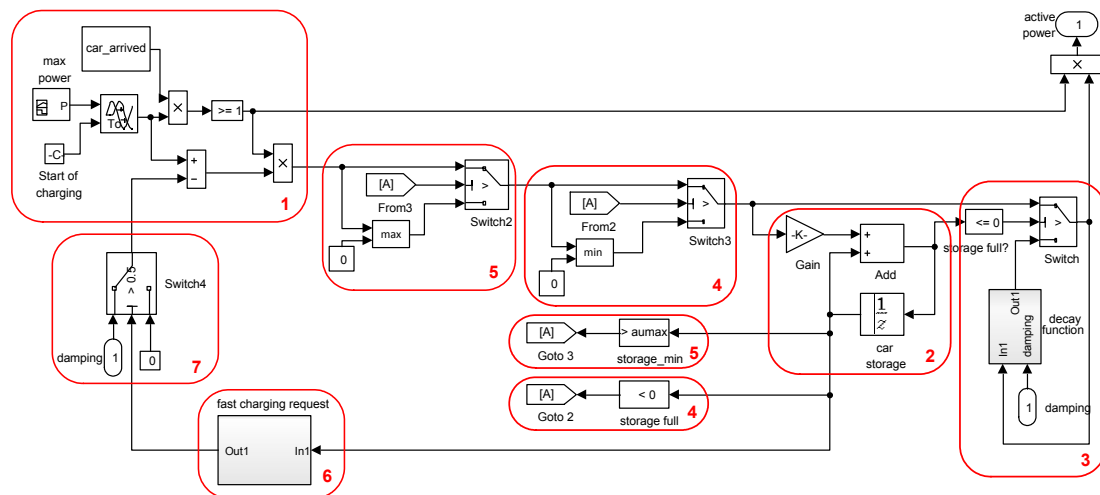 active
power
1
×
car_arrived
max
power
P
To
×
>= 1
-C-
Start of
charging
+
−
×
1
[A]
From3
>
max
0
Switch2
5
[A]
From2
>
min
0
Switch3
4
-K-
Gain
+
+
Add
1
z
car
storage
2
<= 0
storage full?
>
Switch
Out1
In1
damping
decay
function
1
damping
3
> 0.5
Switch4
damping
1
0
7
[A]
Goto 3
> aumax
storage_min
5
[A]
Goto 2
< 0
storage full
4
fast charging request
Out1
In1
6